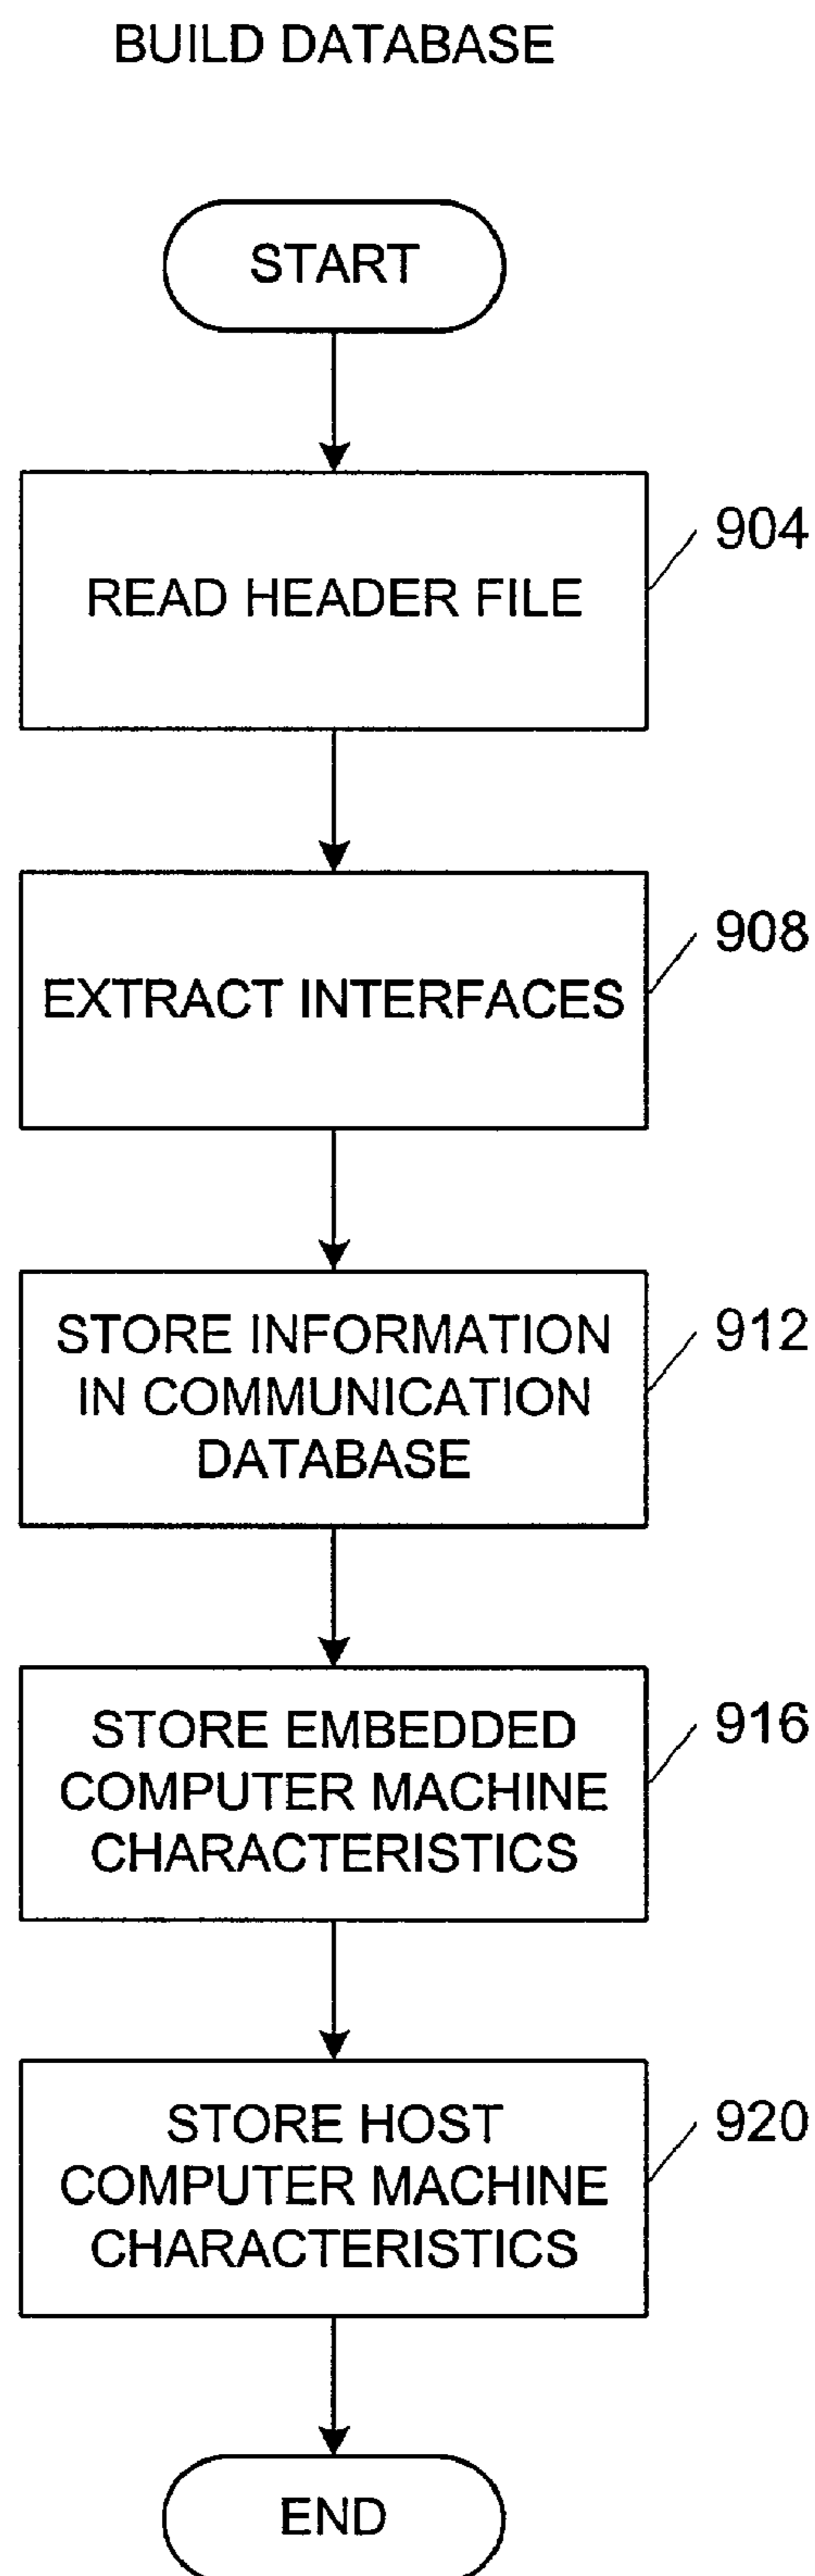 BUILD DATABASE
START
READ HEADER FILE
904
EXTRACT INTERFACES
908
STORE INFORMATION
IN COMMUNICATION
DATABASE
912
STORE EMBEDDED
COMPUTER MACHINE
CHARACTERISTICS
916
STORE HOST
COMPUTER MACHINE
CHARACTERISTICS
920
END